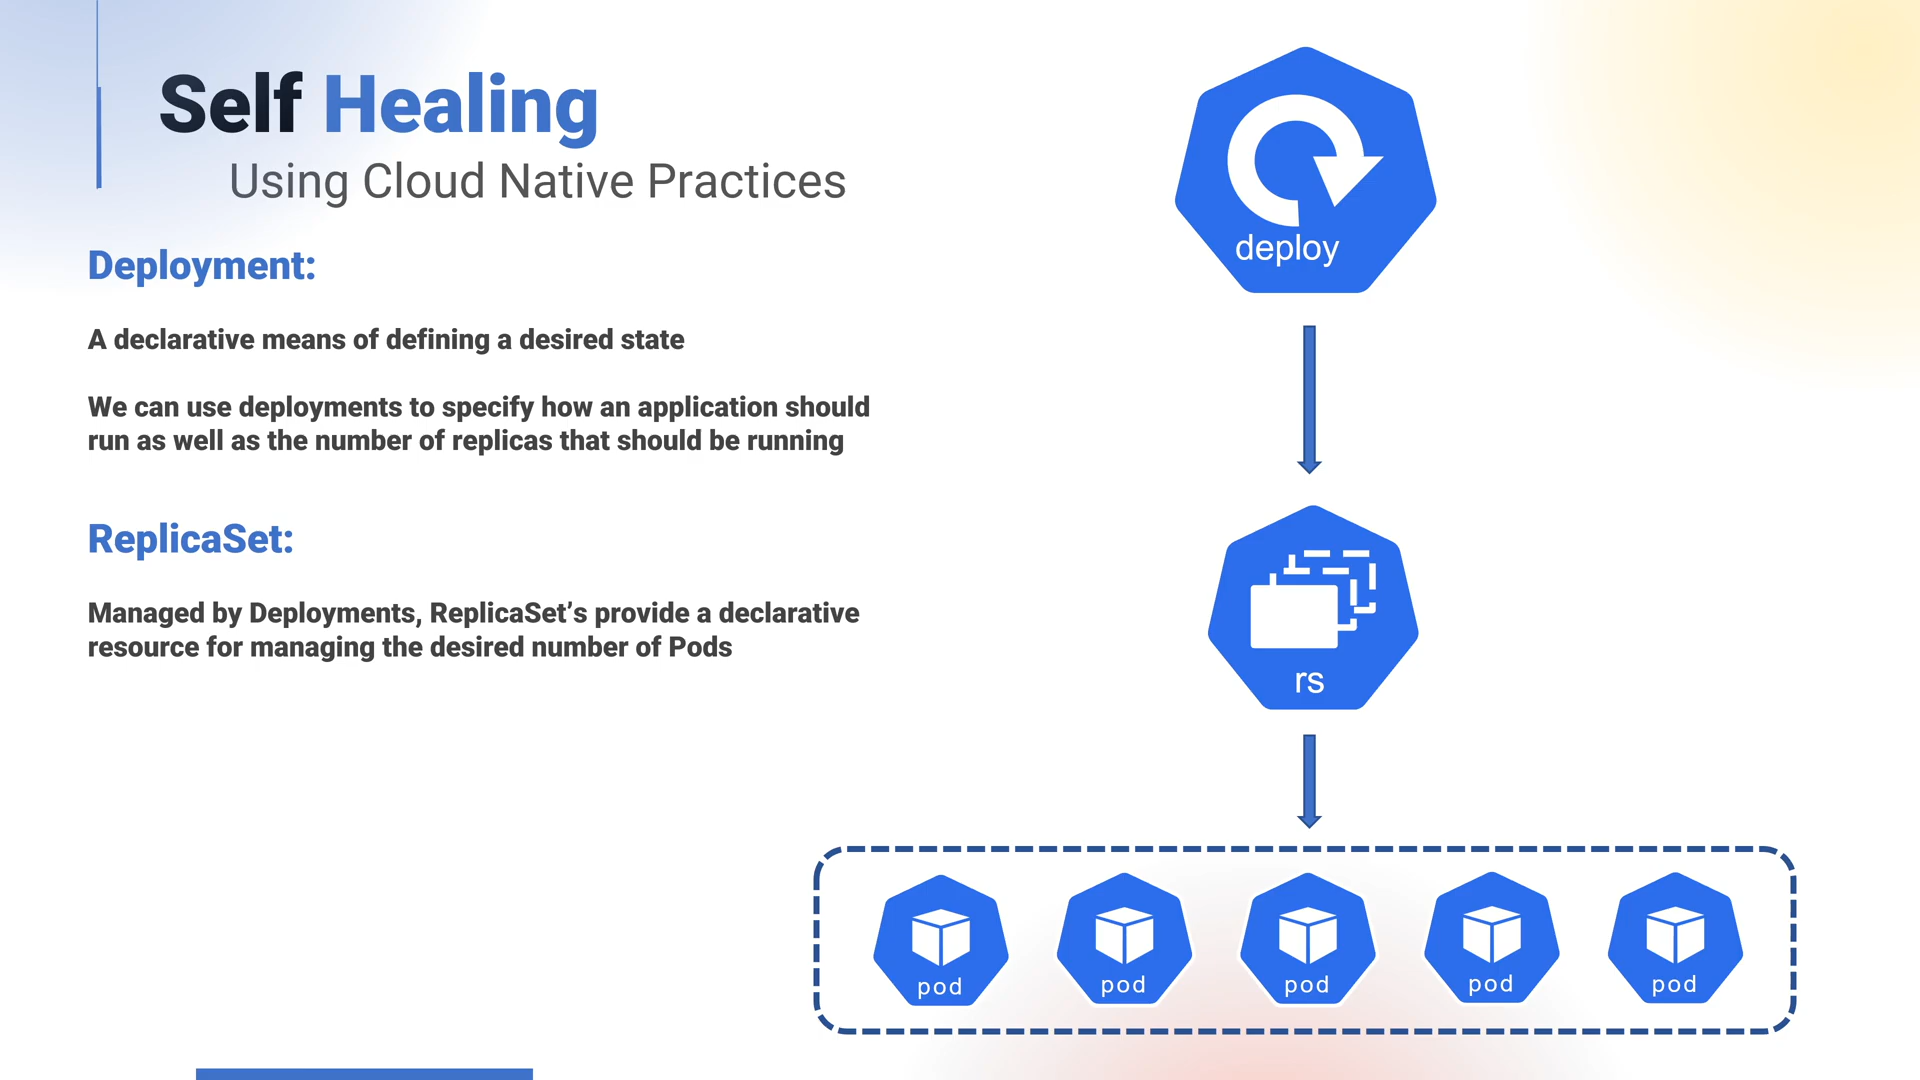 Self Healing
Using Cloud Native Practices
Deployment:
A declarative means of defining a desired state
We can use deployments to specify how an application should
run as well as the number of replicas that should be running
ReplicaSet:
Managed by Deployments, ReplicaSet’s provide a declarative
resource for managing the desired number of Pods
deploy
rs
pod
pod
pod
pod
pod